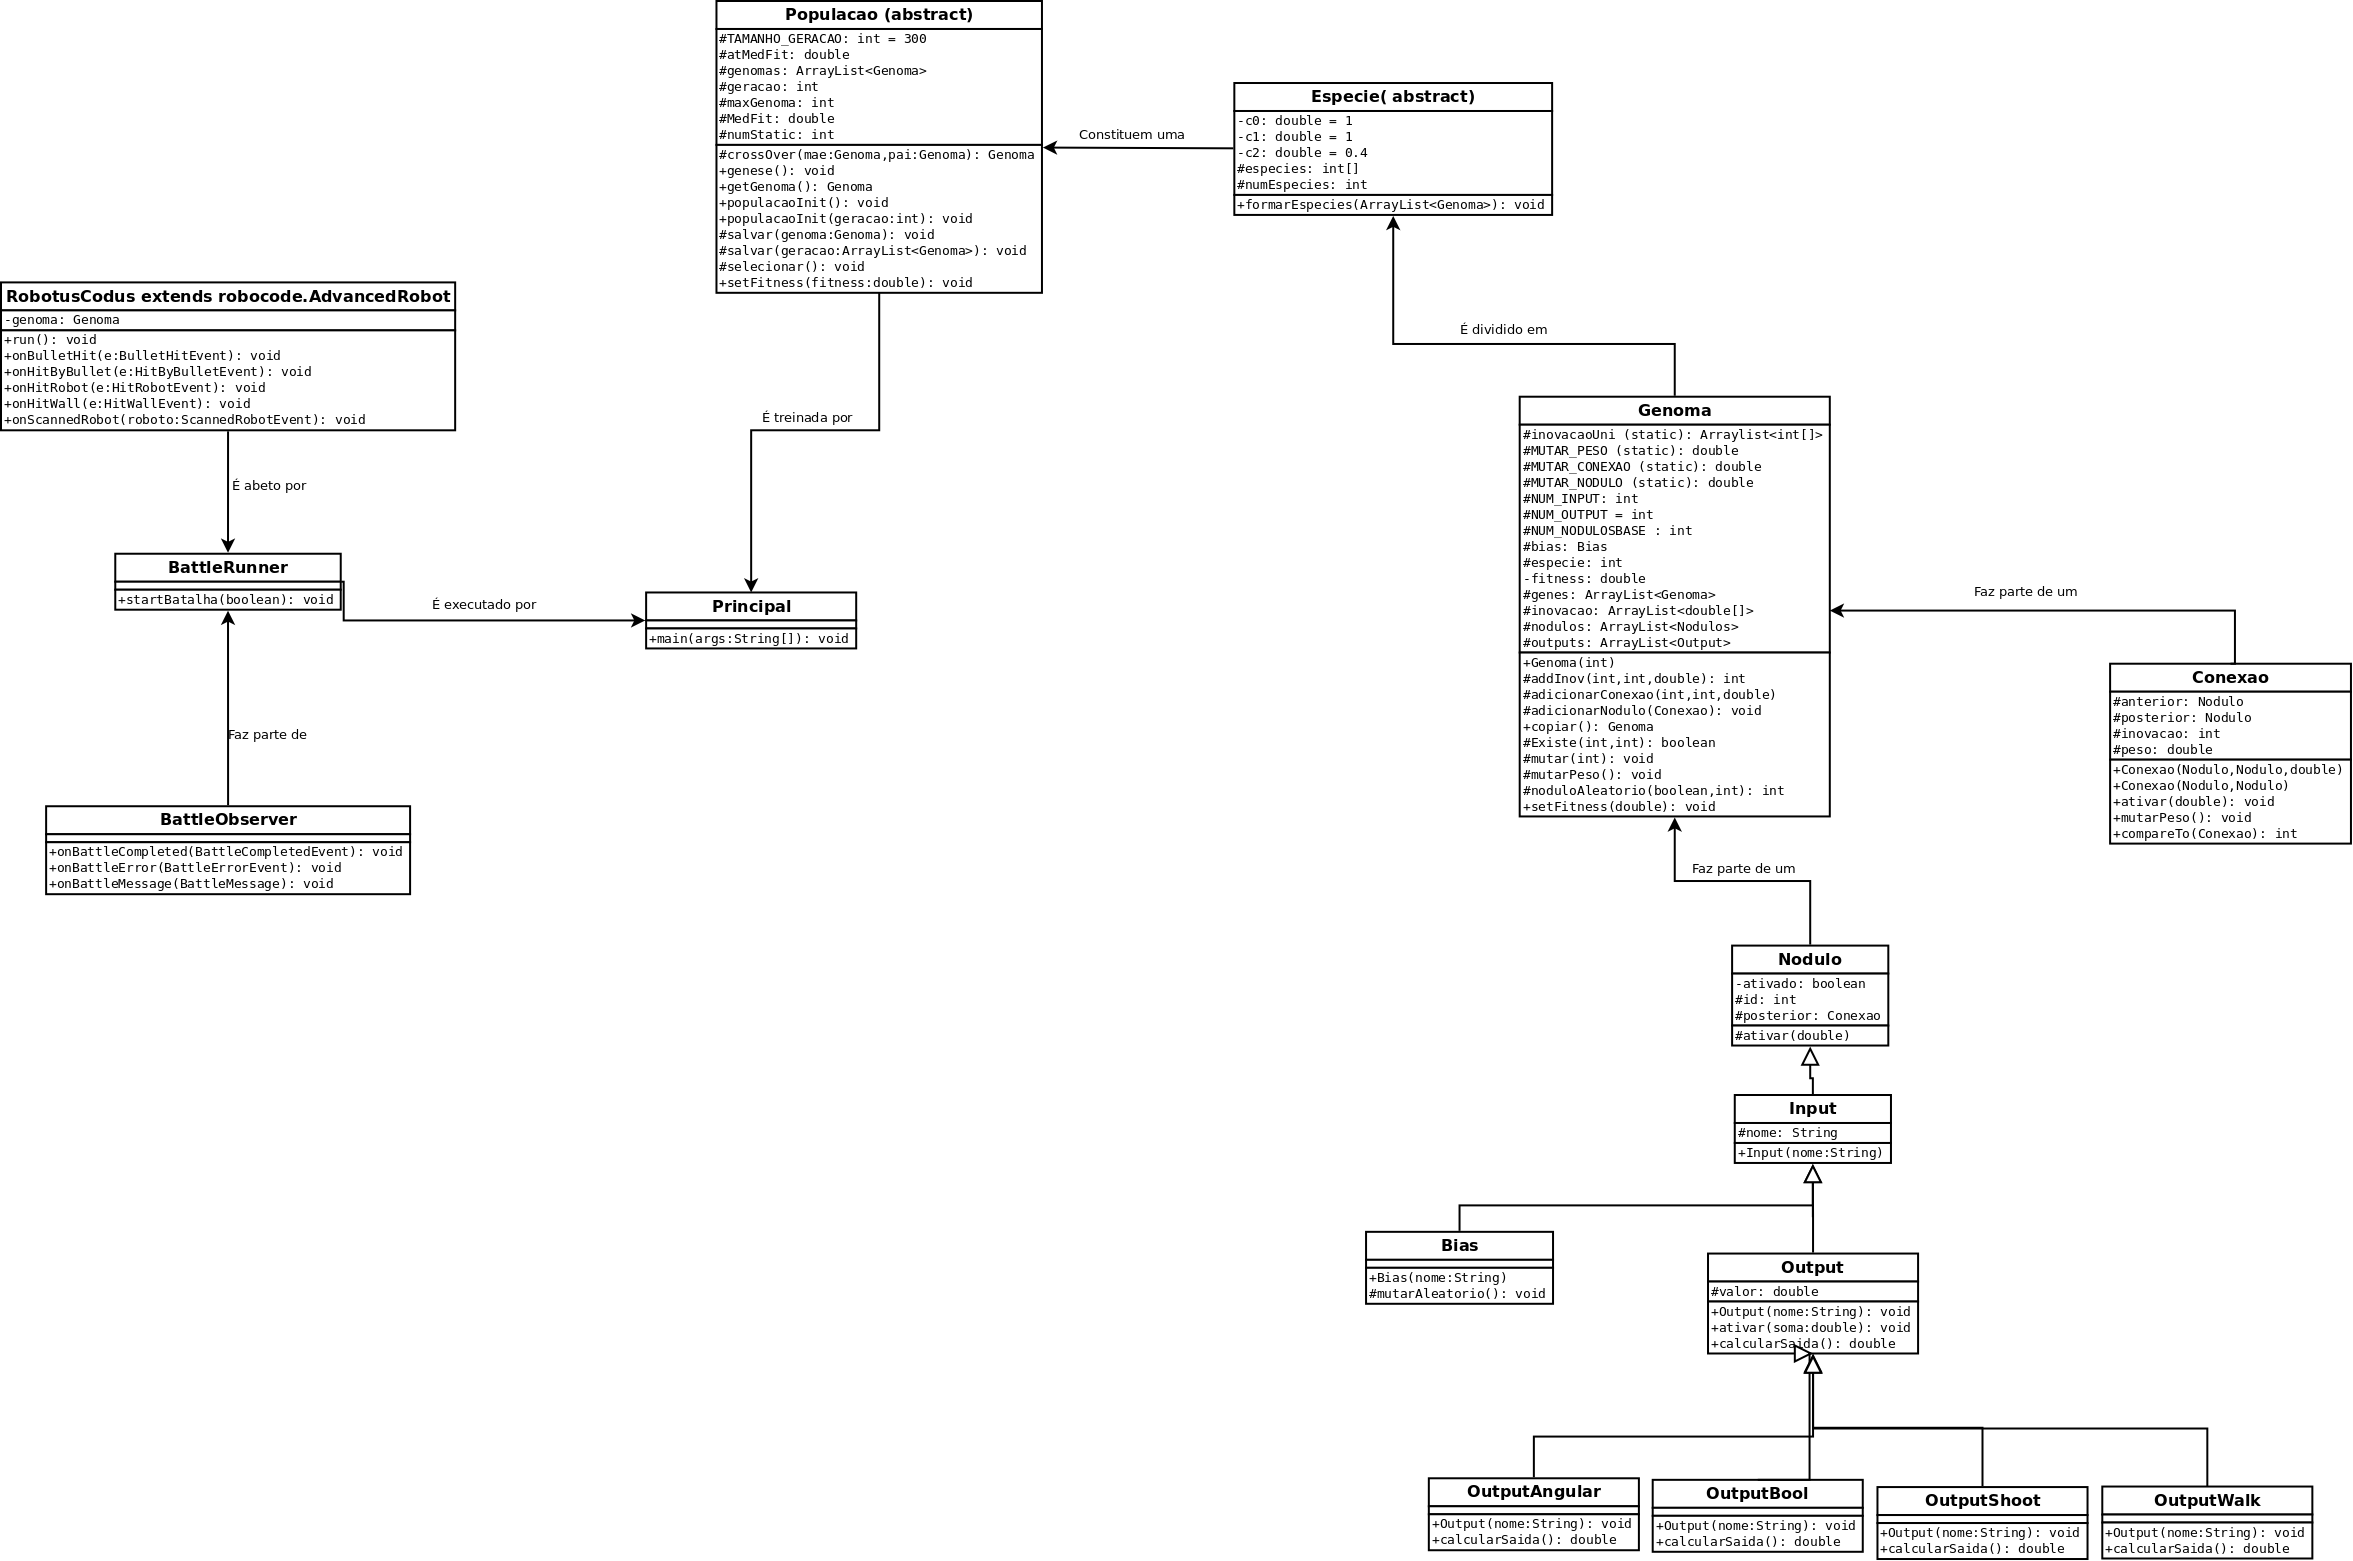 Populacao (abstract)
#TAMANHO_GERACAO: int = 300
#atMedFit: double
#genomas: ArrayList<Genoma>
#geracao: int
#maxGenoma: int
#MedFit: double
#numStatic: int
#crossOver(mae:Genoma,pai:Genoma): Genoma
+genese(): void
+getGenoma(): Genoma
+populacaoInit(): void
+populacaoInit(geracao:int): void
#salvar(genoma:Genoma): void
#salvar(geracao:ArrayList<Genoma>): void
#selecionar(): void
+setFitness(fitness:double): void
Constituem uma
Especie( abstract)
-c0: double = 1
-c1: double = 1
-c2: double = 0.4
#especies: int[]
#numEspecies: int
+formarEspecies(ArrayList<Genoma>): void
RobotusCodus extends robocode.AdvancedRobot
-genoma: Genoma
+run(): void
+onBulletHit(e:BulletHitEvent): void
+onHitByBullet(e:HitByBulletEvent): void
+onHitRobot(e:HitRobotEvent): void
+onHitWall(e:HitWallEvent): void
+onScannedRobot(roboto:ScannedRobotEvent): void
É dividido em
É treinada por
É abeto por
BattleRunner
+startBatalha(boolean): void
É executado por
Principal
+main(args:String[]): void
Faz parte de
BattleObserver
+onBattleCompleted(BattleCompletedEvent): void
+onBattleError(BattleErrorEvent): void
+onBattleMessage(BattleMessage): void
Genoma
#inovacaoUni (static): Arraylist<int[]>
#MUTAR_PESO (static): double
#MUTAR_CONEXAO (static): double
#MUTAR_NODULO (static): double
#NUM_INPUT: int
#NUM_OUTPUT = int
#NUM_NODULOSBASE : int
#bias: Bias
#especie: int
-fitness: double
#genes: ArrayList<Genoma>
#inovacao: ArrayList<double[]>
#nodulos: ArrayList<Nodulos>
#outputs: ArrayList<Output>
+Genoma(int)
#addInov(int,int,double): int
#adicionarConexao(int,int,double)
#adicionarNodulo(Conexao): void
+copiar(): Genoma
#Existe(int,int): boolean
#mutar(int): void
#mutarPeso(): void
#noduloAleatorio(boolean,int): int
+setFitness(double): void
Faz parte de um
Conexao
#anterior: Nodulo
#posterior: Nodulo
#inovacao: int
#peso: double
+Conexao(Nodulo,Nodulo,double)
+Conexao(Nodulo,Nodulo)
+ativar(double): void
+mutarPeso(): void
+compareTo(Conexao): int
Faz parte de um
Nodulo
-ativado: boolean
#id: int
#posterior: Conexao
#ativar(double)
Input
#nome: String
+Input(nome:String)
Bias
+Bias(nome:String)
#mutarAleatorio(): void
Output
#valor: double
+Output(nome:String): void
+ativar(soma:double): void
+calcularSaida(): double
OutputAngular
+Output(nome:String): void
+calcularSaida(): double
OutputBool
+Output(nome:String): void
+calcularSaida(): double
OutputShoot
+Output(nome:String): void
+calcularSaida(): double
OutputWalk
+Output(nome:String): void
+calcularSaida(): double